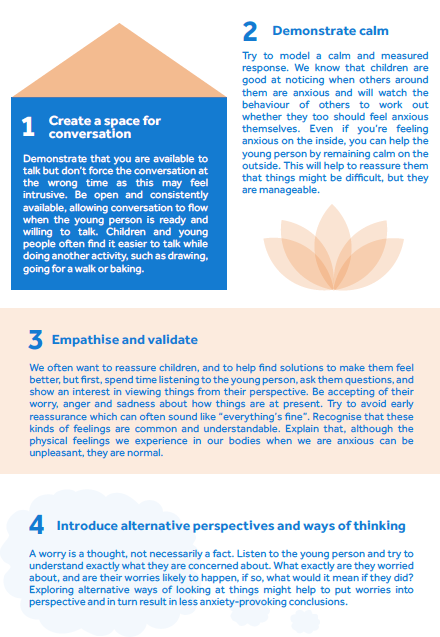 1 Create a space for
conversation
Demonstrate that you are available to
talk but don't force the conversation at
the wrong time as this may feel
intrusive. Be open and consistently
available, allowing conversation to flow
when the young person is ready and
willing to talk. Children and young
people often find it easier to talk while
doing another activity, such as drawing,
going for a walk or baking.
2 Demonstrate calm
Try to model a calm and measured
response. We know that children are
good at noticing when others around
them are anxious and will watch the
behaviour of others to work out
whether they too should feel anxious
themselves. Even if you're feeling
anxious on the inside, you can help the
young person by remaining calm on the
outside. This will help to reassure them
that things might be difficult, but they
are manageable.
3 Empathise and validate
We often want to reassure children, and to help find solutions to make them feel
better, but first, spend time listening to the young person, ask them questions, and
show an interest in viewing things from their perspective. Be accepting of their
worry, anger and sadness about how things are at present. Try to avoid early
reassurance which can often sound like "everything's fine". Recognise that these
kinds of feelings are common and understandable. Explain that, although the
physical feelings we experience in our bodies when we are anxious can be
unpleasant, they are normal.
4 Introduce alternative perspectives and ways of thinking
A worry is a thought, not necessarily a fact. Listen to the young person and try to
understand exactly what they are concerned about. What exactly are they worried
about, and are their worries likely to happen, if so, what would it mean if they did?
Exploring alternative ways of looking at things might help to put worries into
perspective and in turn result in less anxiety-provoking conclusions.